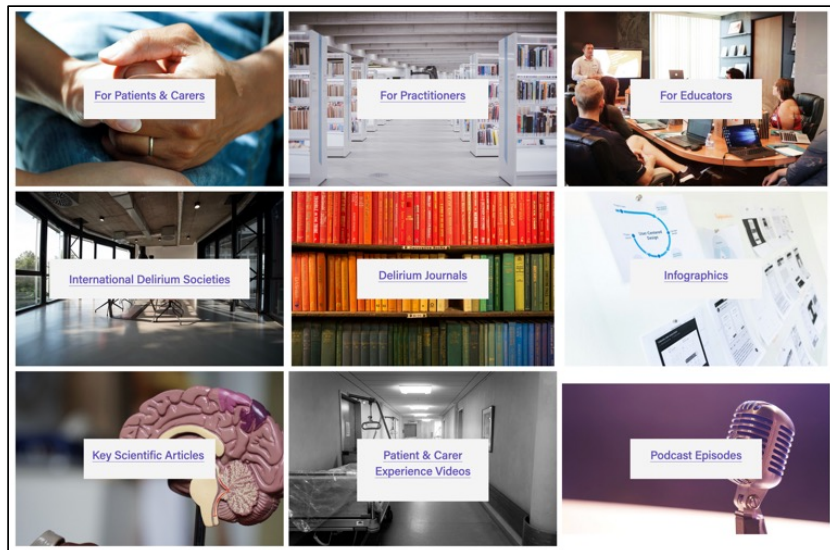 For Patients & Carers
For Practitioners
For Educators
International Delirium Societies
Delirium Journals
Infographics
Key Scientific Articles
Patient & Carer
Experience Videos
Podcast Episodes